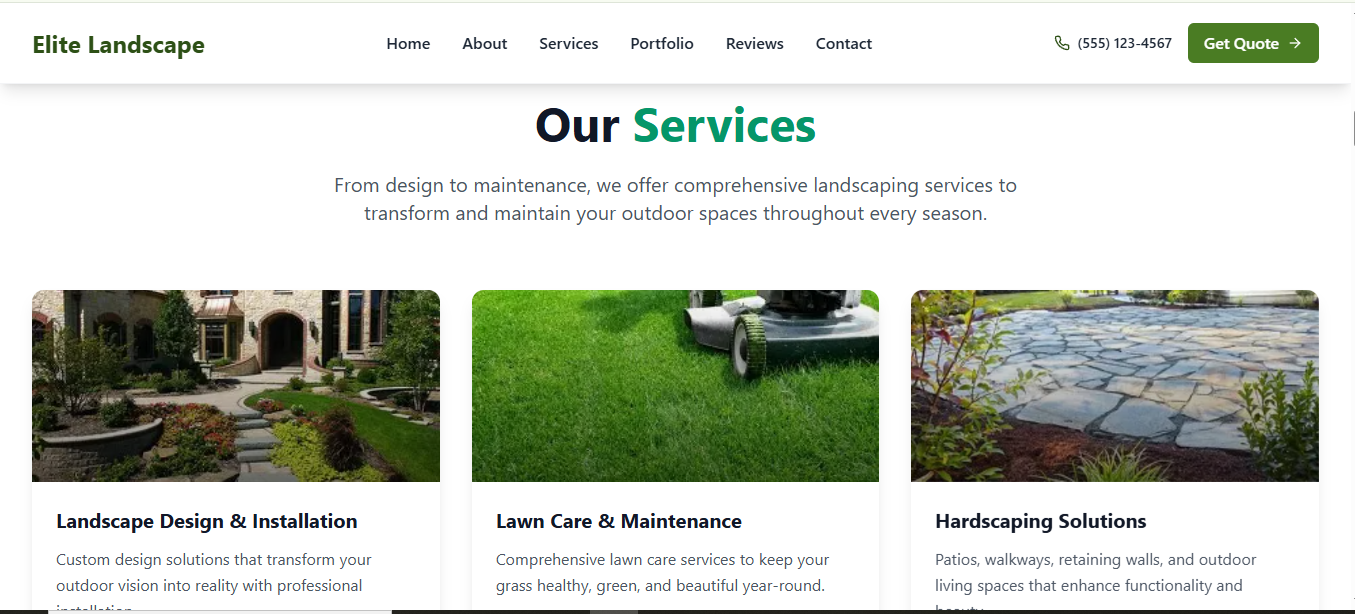 Elite Landscape
Home
About
Services
Portfolio
Reviews
Contact
(555) 123-4567
Get Quote
Our Services
From design to maintenance, we offer comprehensive landscaping services to
transform and maintain your outdoor spaces throughout every season.
Landscape Design & Installation
Custom design solutions that transform your
outdoor vision into reality with professional
Lawn Care & Maintenance
Comprehensive lawn care services to keep your
grass healthy, green, and beautiful year-round.
Hardscaping Solutions
Patios, walkways, retaining walls, and outdoor
living spaces that enhance functionality and